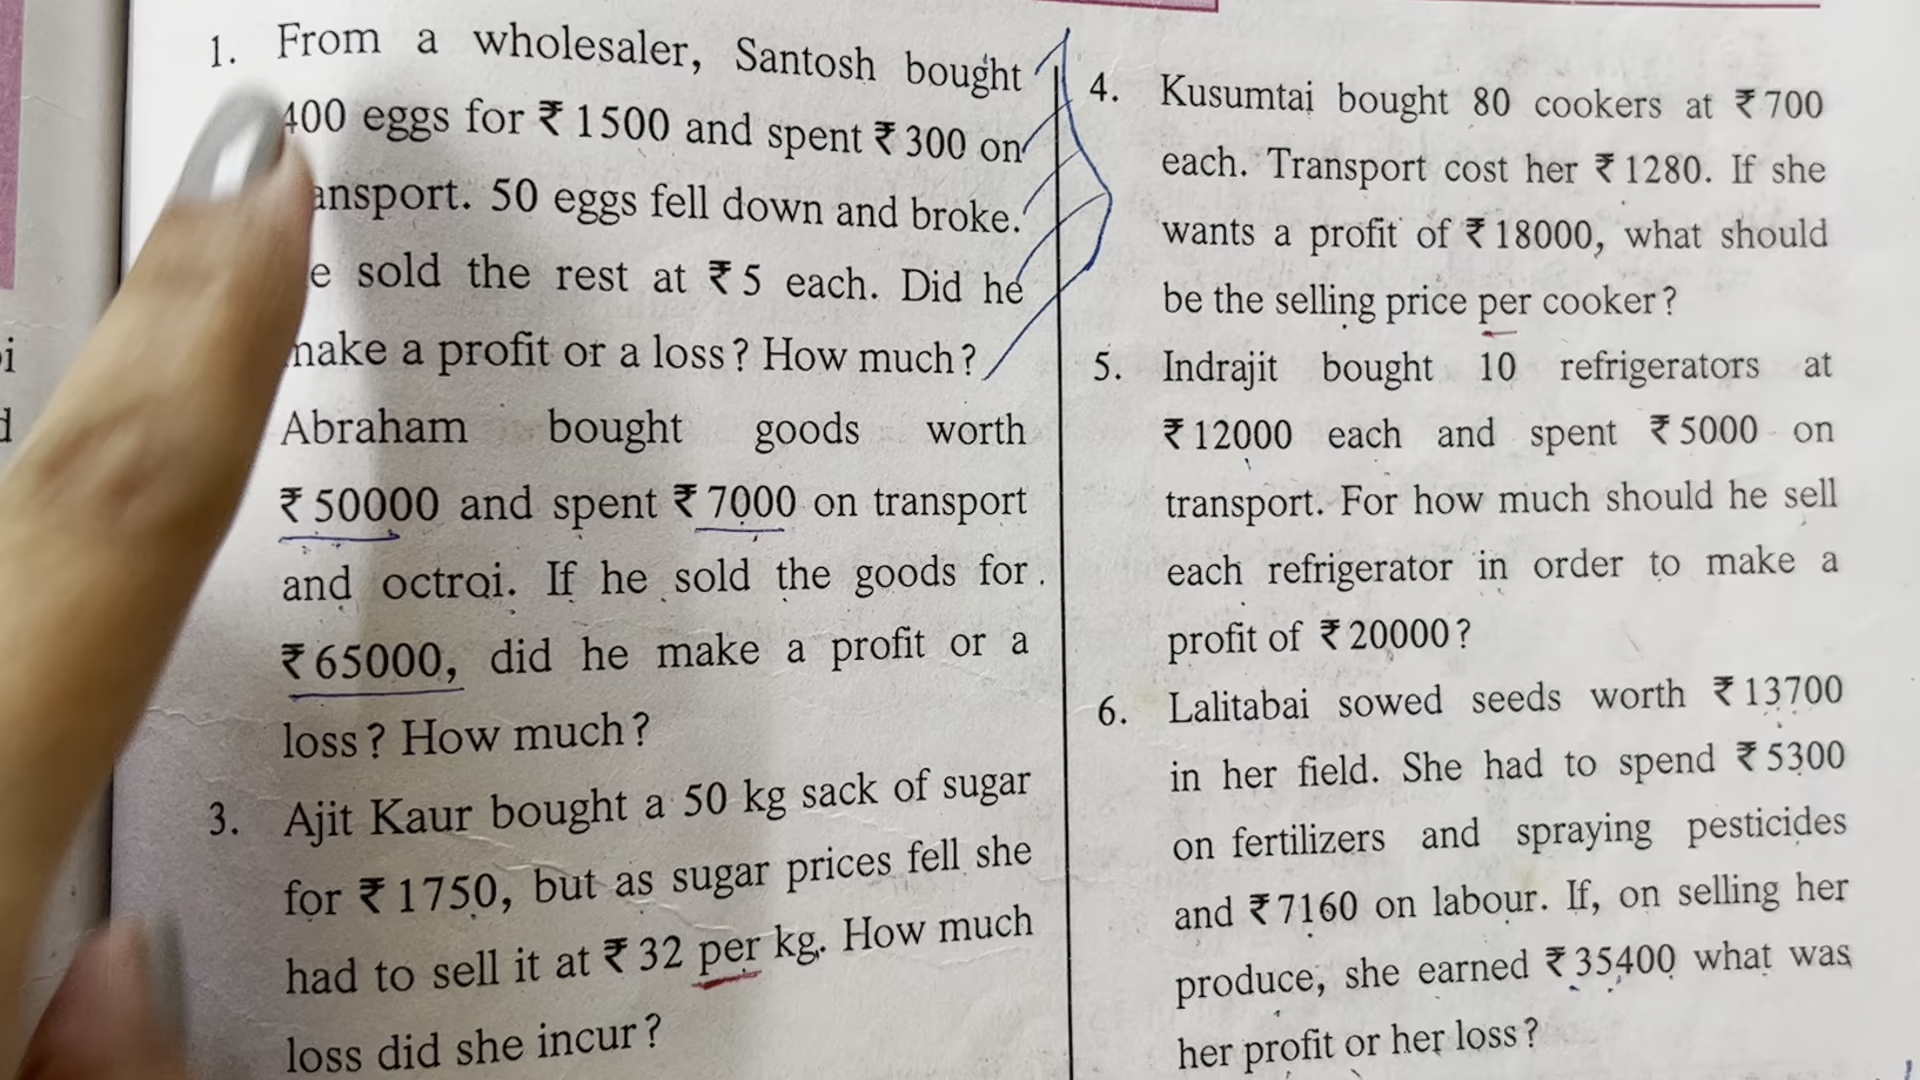 1. From a wholesaler, Santosh bought
400 eggs for ₹ 1500 and spent ₹ 300 on
ansport. 50 eggs fell down and broke.
e sold the rest at ₹ 5 each. Did he
make a profit or a loss? How much?
Abraham bought goods worth
₹ 50000 and spent ₹ 7000 on transport
and octroi. If he sold the goods for
₹ 65000, did he make a profit or a
loss? How much?
3. Ajit Kaur bought a 50 kg sack of sugar
for ₹ 1750, but as sugar prices fell she
had to sell it at ₹ 32 per kg. How much
loss did she incur?
4. Kusumtai bought 80 cookers at ₹ 700
each. Transport cost her ₹ 1280. If she
wants a profit of ₹ 18000, what should
be the selling price per cooker?
5. Indrajit bought 10 refrigerators at
₹ 12000 each and spent ₹ 5000 on
transport. For how much should he sell
each refrigerator in order to make a
profit of ₹ 20000?
6. Lalitabai sowed seeds worth ₹ 13700
in her field. She had to spend ₹ 5300
on fertilizers and spraying pesticides
and ₹ 7160 on labour. If, on selling her
produce, she earned ₹ 35400 what was
her profit or her loss?